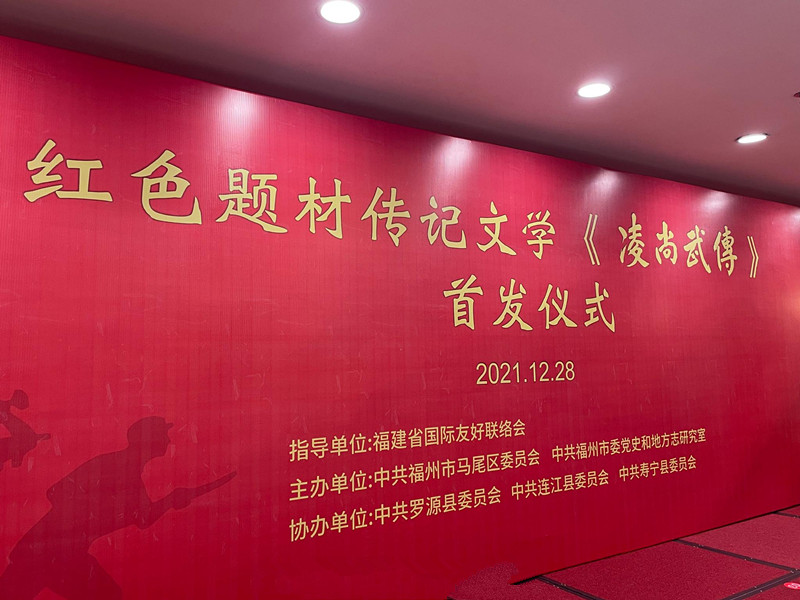 红色题材传记文学《凌尚武傳》
首发仪式
2021.12.28
指导单位:福建省国际友好联络会
主办单位:中共福州市马尾区委员会 中共福州市委党史和地方志研究室
协办单位:中共罗源县委员会 中共连江县委员会 中共寿宁县委员会